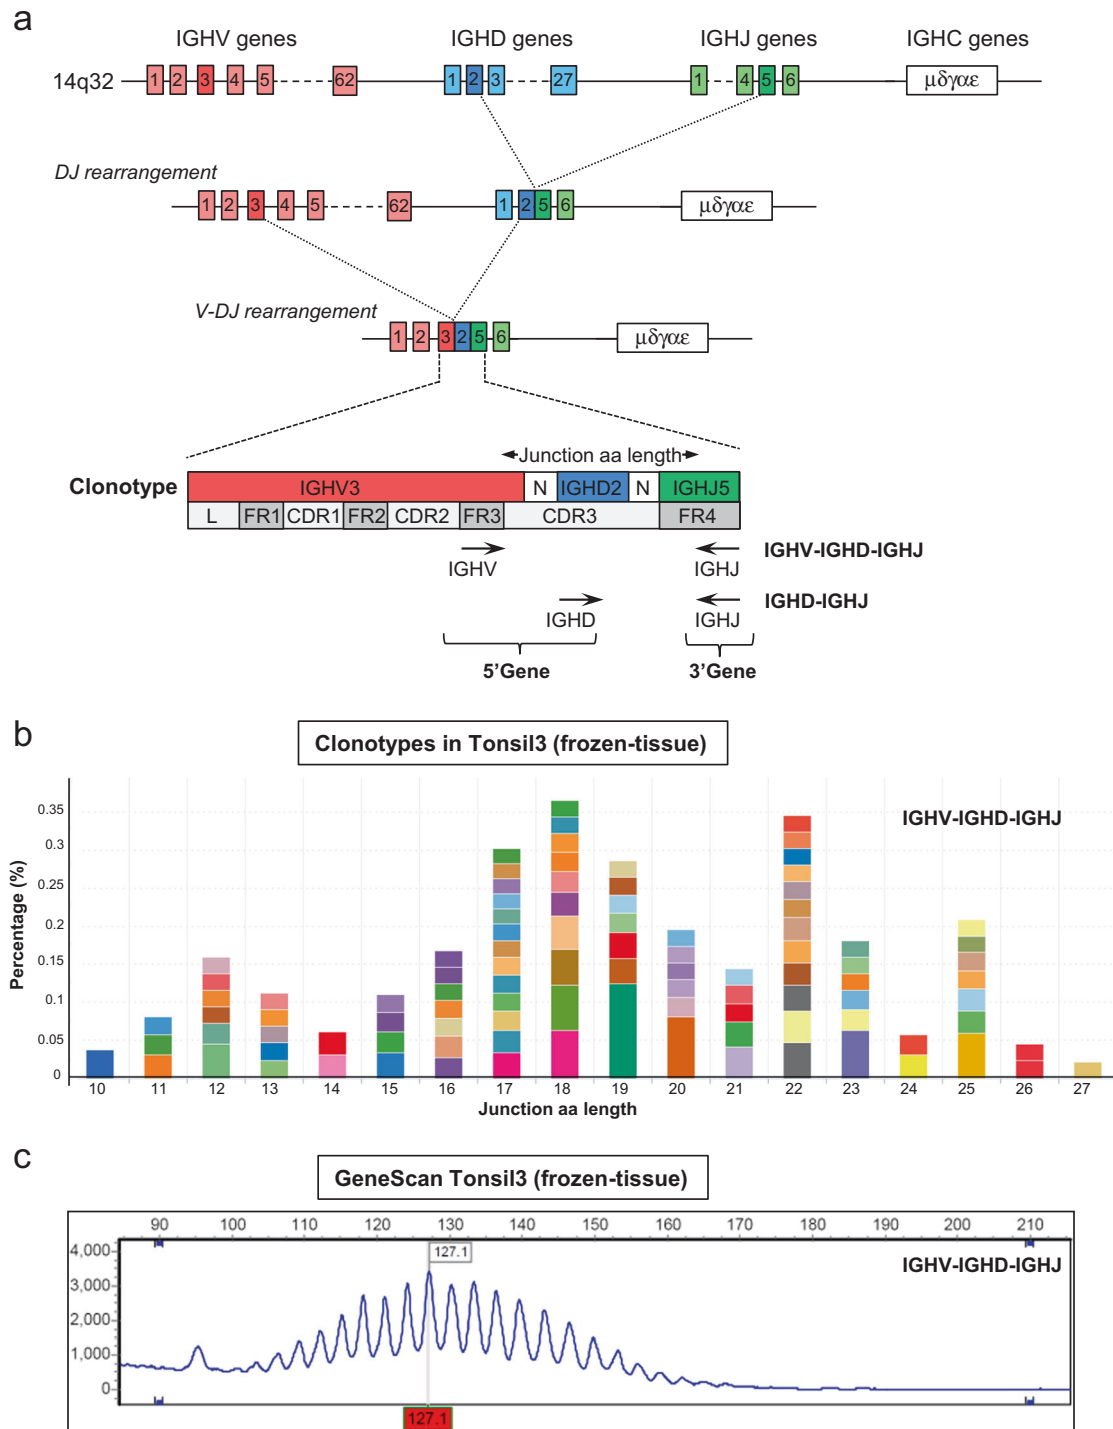 a
IGHV genes IGHD genes IGHJ genes IGHC genes
14q32 1 2 3 4 5 62 1 2 3 27 1 4 5 6 μδγαε
DJ rearrangement
1 2 3 4 5 62 1 2 5 6 μδγαε
V-DJ rearrangement
1 2 3 2 5 6 μδγαε
Junction aa length
Clonotype IGHV3 N IGHD2 N IGHJ5
L FR1 CDR1 FR2 CDR2 FR3 CDR3 FR4
IGHV IGHJ IGHV-IGHD-IGHJ
IGHD IGHJ IGHD-IGHJ
5'Gene 3'Gene
b
Clonotypes in Tonsil3 (frozen-tissue)
IGHV-IGHD-IGHJ
Percentage (%)
0.35
0.3
0.25
0.2
0.15
0.1
0.05
0
10 11 12 13 14 15 16 17 18 19 20 21 22 23 24 25 26 27
Junction aa length
c
GeneScan Tonsil3 (frozen-tissue)
90 100 110 120 130 140 150 160 170 180 190 200 210
4,000
3,000
2,000
1,000
0
127.1
IGHV-IGHD-IGHJ
127.1